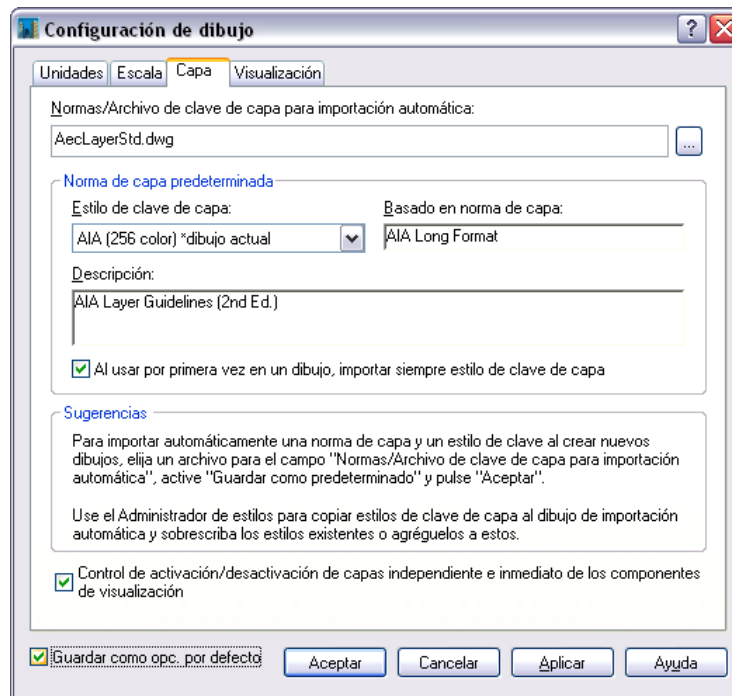 Configuración de dibujo
?
Unidades Escala Capa Visualización
Normas/Archivo de clave de capa para importación automática:
AecLayerStd.dwg
...
Norma de capa predeterminada
Estilo de clave de capa: Basado en norma de capa:
AIA (256 color) *dibujo actual AIA Long Format
Descripción:
AIA Layer Guidelines (2nd Ed.)
Al usar por primera vez en un dibujo, importar siempre estilo de clave de capa
Sugerencias
Para importar automáticamente una norma de capa y un estilo de clave al crear nuevos
dibujos, elija un archivo para el campo "Normas/Archivo de clave de capa para importación
automática", active "Guardar como predeterminado" y pulse "Aceptar".
Use el Administrador de estilos para copiar estilos de clave de capa al dibujo de importación
automática y sobrescriba los estilos existentes o agréguelos a estos.
Control de activación/desactivación de capas independiente e inmediato de los componentes
de visualización
Guardar como opc. por defecto Aceptar Cancelar Aplicar Ayuda